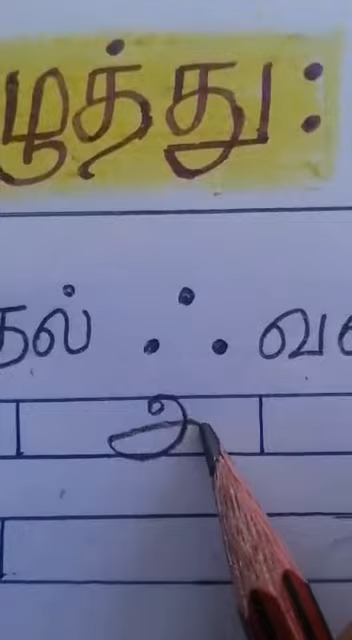 ழுத்து :
தல் ஃ வ
அ